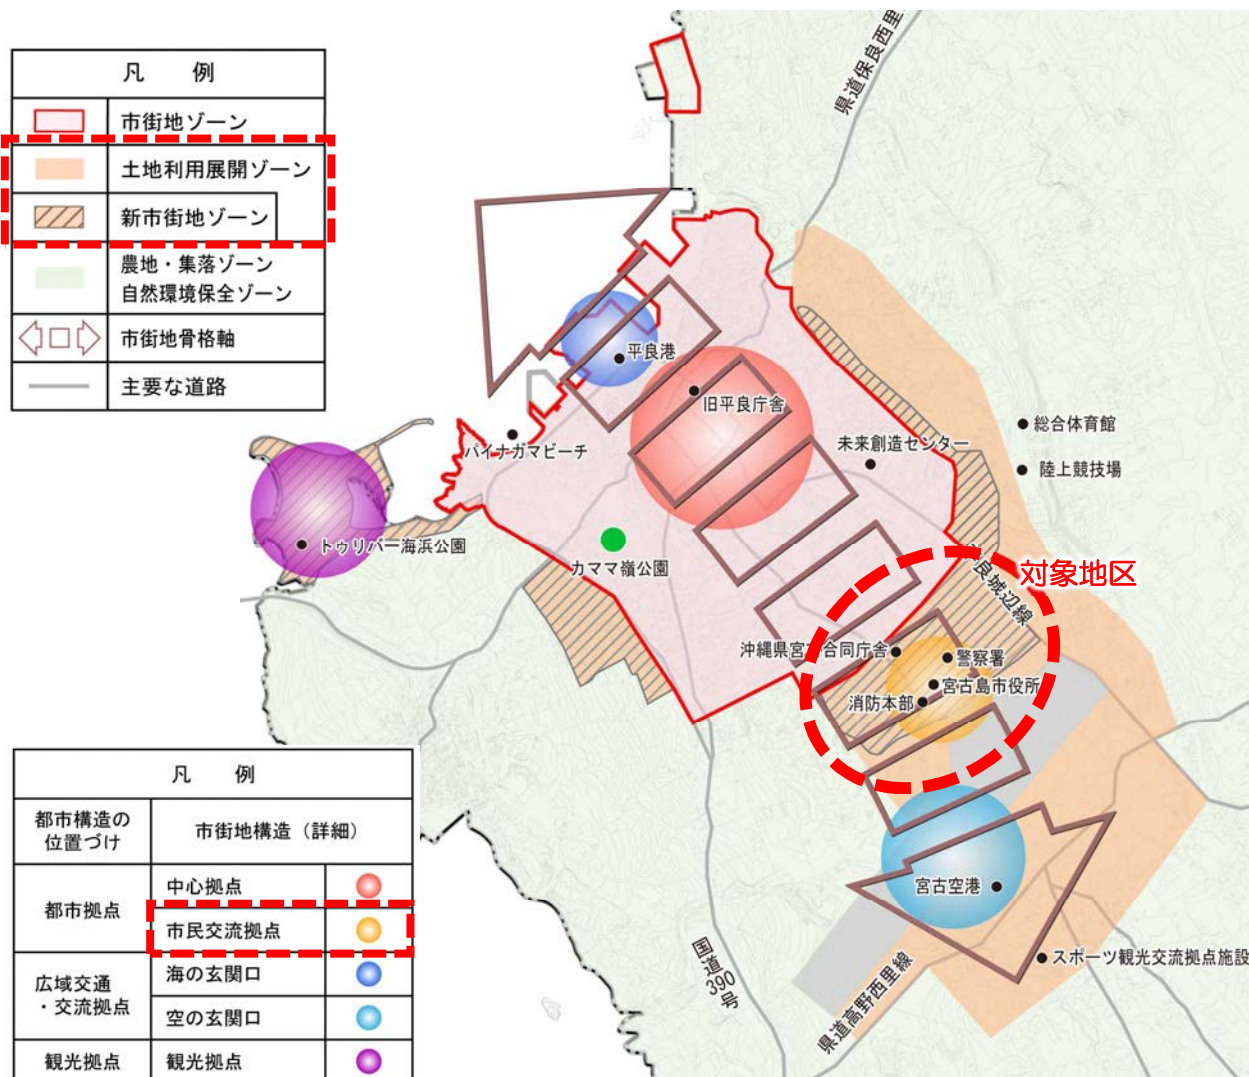 凡　例
市街地ゾーン
土地利用展開ゾーン
新市街地ゾーン
農地・集落ゾーン
自然環境保全ゾーン
市街地骨格軸
主要な道路
県道保良西里
平良港
旧平良庁舎
パイナガマビーチ
未来創造センター
総合体育館
陸上競技場
トゥリバー海浜公園
カママ嶺公園
対象地区
良城辺線
沖縄県宮古合同庁舎
警察署
宮古島市役所
消防本部
宮古空港
スポーツ観光交流拠点施設
国道390号
県道高野西里線
凡　例
都市構造の
位置づけ
市街地構造（詳細）
都市拠点
中心拠点
市民交流拠点
広域交通
・交流拠点
海の玄関口
空の玄関口
観光拠点
観光拠点